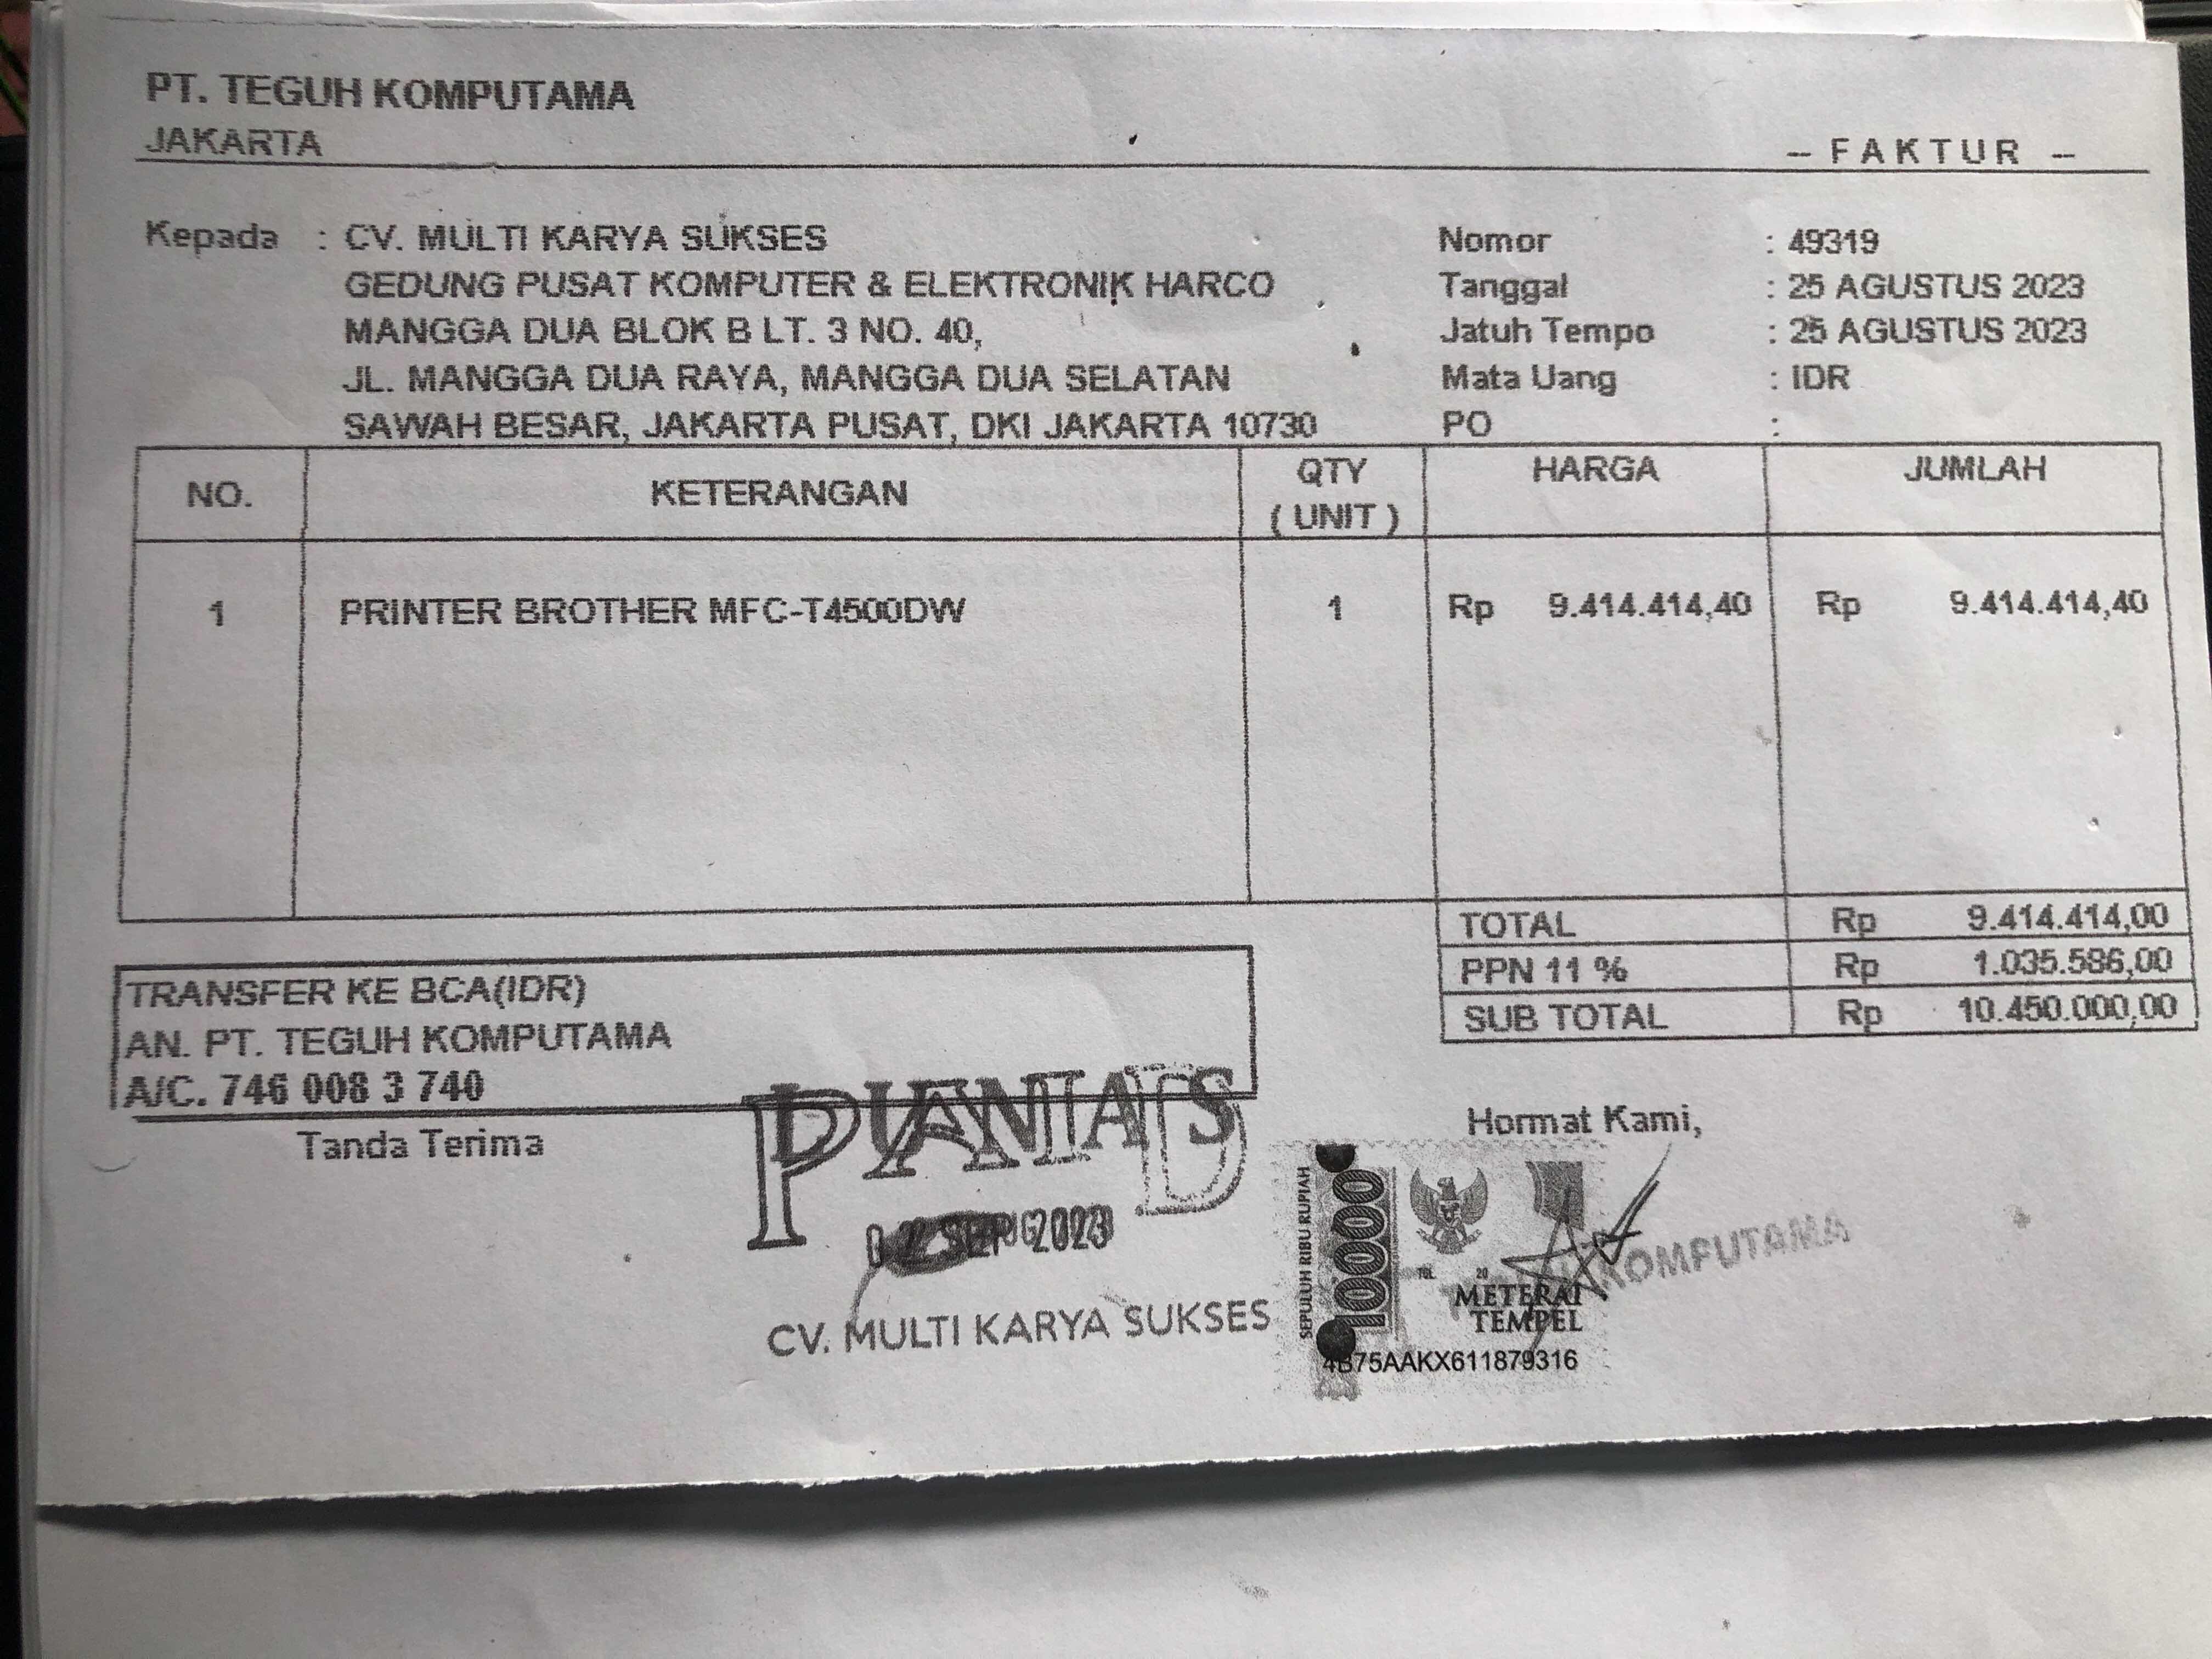 PT. TEGUH KOMPUTAMA
JAKARTA
-- FAKTUR --
Kepada : CV. MULTI KARYA SUKSES
GEDUNG PUSAT KOMPUTER & ELEKTRONIK HARCO
MANGGA DUA BLOK B LT. 3 NO. 40,
JL. MANGGA DUA RAYA, MANGGA DUA SELATAN
SAWAH BESAR, JAKARTA PUSAT, DKI JAKARTA 10730
Nomor : 49319
Tanggal : 25 AGUSTUS 2023
Jatuh Tempo : 25 AGUSTUS 2023
Mata Uang : IDR
PO :
NO. KETERANGAN QTY ( UNIT ) HARGA JUMLAH
1 PRINTER BROTHER MFC-T4500DW 1 Rp 9.414.414,40 Rp 9.414.414,40
TOTAL Rp 9.414.414,00
PPN 11 % Rp 1.035.586,00
SUB TOTAL Rp 10.450.000,00
TRANSFER KE BCA(IDR)
AN. PT. TEGUH KOMPUTAMA
A/C. 746 008 3 740
Tanda Terima
2023
CV. MULTI KARYA SUKSES
Hormat Kami,
SEPULUH RIBU RUPIAH
10000
TGL 20
METERAI
TEMPEL
4B75AAKX611879316
KOMPUTAMA